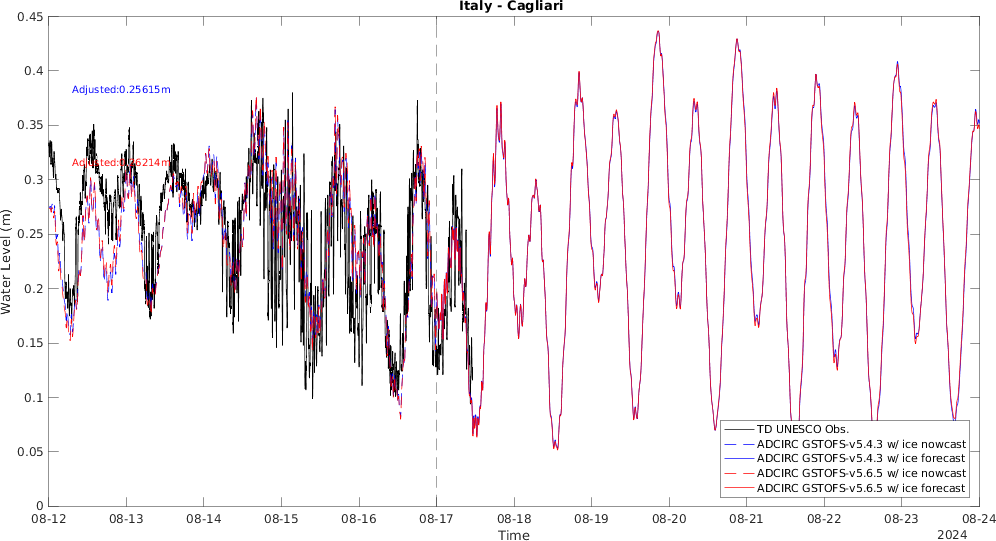 Italy - Cagliari
Water Level (m)
0.45
0.4
0.35
0.3
0.25
0.2
0.15
0.1
0.05
0
Adjusted:0.25615m
Adjusted:0.26214m
TD UNESCO Obs.
ADCIRC GSTOFS-v5.4.3 w/ ice nowcast
ADCIRC GSTOFS-v5.4.3 w/ ice forecast
ADCIRC GSTOFS-v5.6.5 w/ ice nowcast
ADCIRC GSTOFS-v5.6.5 w/ ice forecast
08-12 08-13 08-14 08-15 08-16 08-17 08-18 08-19 08-20 08-21 08-22 08-23 08-24
Time
2024